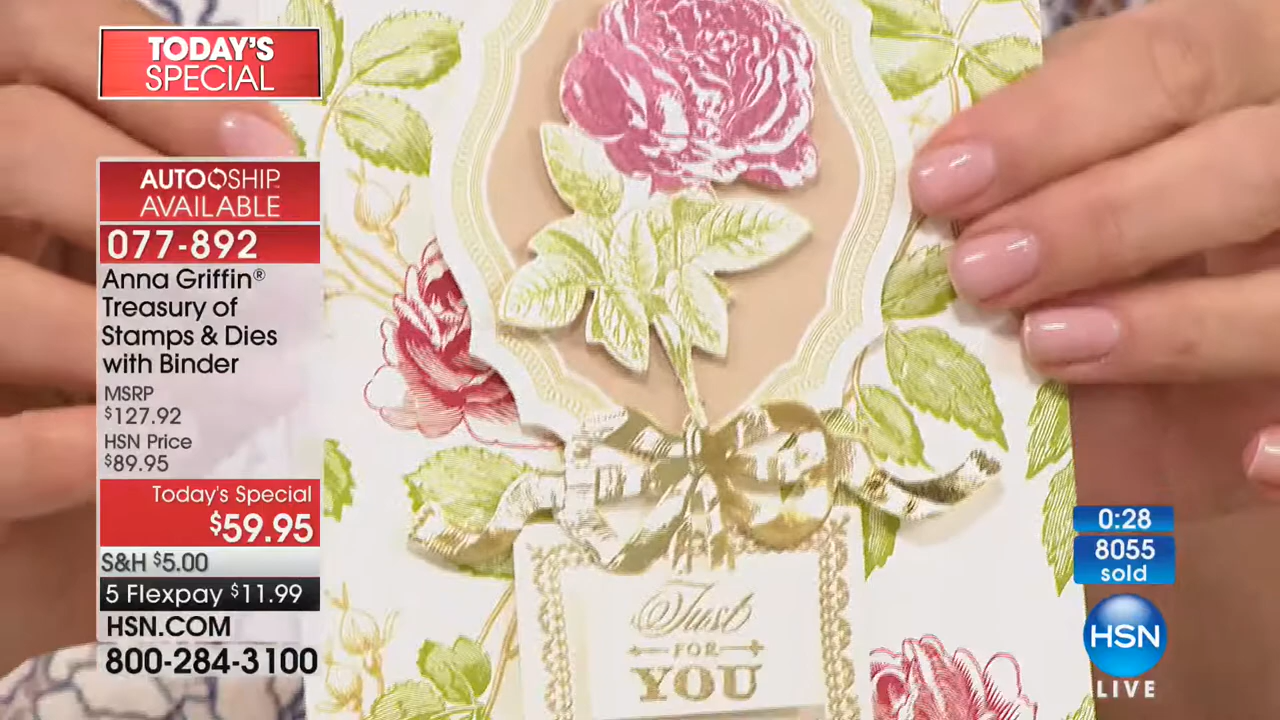 TODAY'S
SPECIAL
AUTOSHIP
AVAILABLE
077-892
Anna Griffin®
Treasury of
Stamps & Dies
with Binder
MSRP
$127.92
HSN Price
$89.95
Today's Special
$59.95
S&H $5.00
5 Flexpay $11.99
HSN.COM
800-284-3100
Just
FOR
YOU
0:28
8055
sold
HSN
LIVE